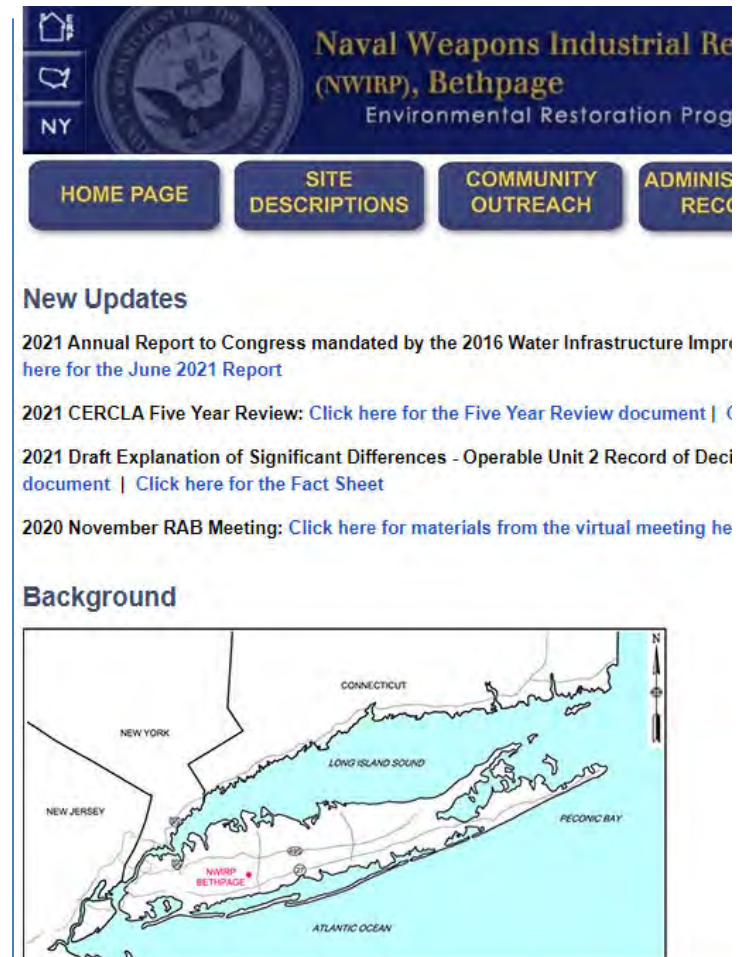 ERP
NY
Naval Weapons Industrial Re
(NWIRP), Bethpage
Environmental Restoration Prog
HOME PAGE
SITE
DESCRIPTIONS
COMMUNITY
OUTREACH
ADMINIS
RECO
New Updates
2021 Annual Report to Congress mandated by the 2016 Water Infrastructure Impr
here for the June 2021 Report
2021 CERCLA Five Year Review: Click here for the Five Year Review document |
2021 Draft Explanation of Significant Differences - Operable Unit 2 Record of Deci
document | Click here for the Fact Sheet
2020 November RAB Meeting: Click here for materials from the virtual meeting he
Background
N
CONNECTICUT
NEW YORK
LONG ISLAND SOUND
NEW JERSEY
PECONIC BAY
95
495
NWIRP
BETHPAGE
27
ATLANTIC OCEAN